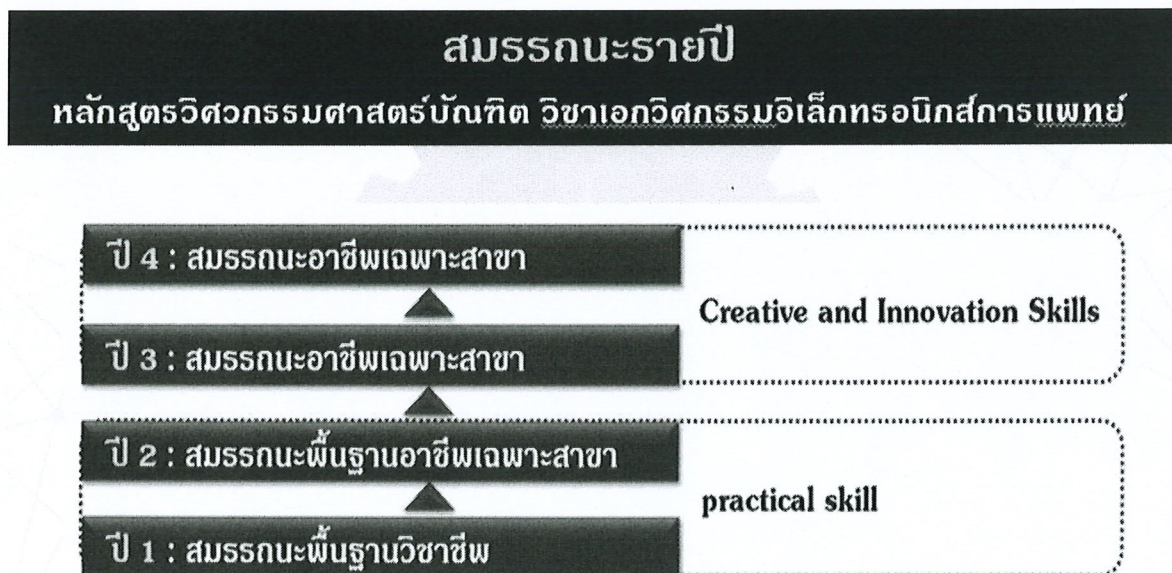 สมรรถนะรายปี
หลักสูตรวิศวกรรมศาสตร์บัณฑิต วิชาเอกวิศกรรมอิเล็กทรอนิกส์การแพทย์
ปี 4 : สมรรถนะอาชีพเฉพาะสาขา
Creative and Innovation Skills
ปี 3 : สมรรถนะอาชีพเฉพาะสาขา
ปี 2 : สมรรถนะพื้นฐานอาชีพเฉพาะสาขา
practical skill
ปี 1 : สมรรถนะพื้นฐานวิชาชีพ